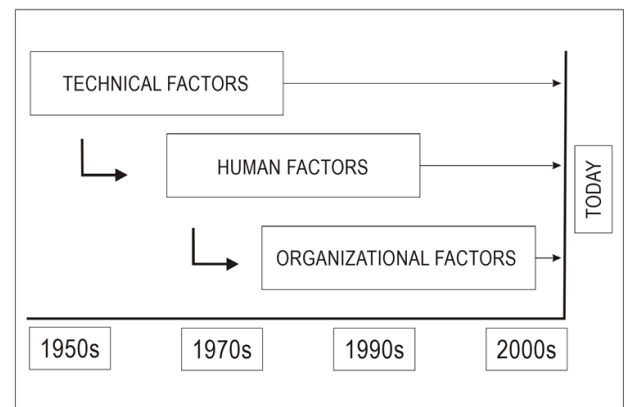 TECHNICAL FACTORS
HUMAN FACTORS
TODAY
ORGANIZATIONAL FACTORS
1950s
1970s
1990s
2000s